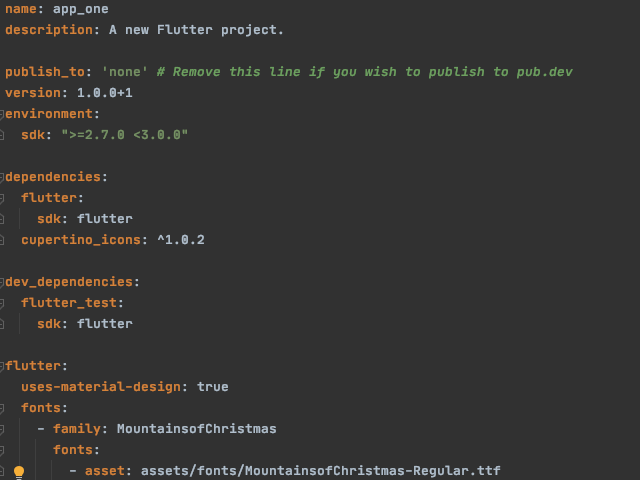 name: app_one
description: A new Flutter project.
publish_to: 'none' # Remove this line if you wish to publish to pub.dev
version: 1.0.0+1
environment:
sdk: ">=2.7.0 <3.0.0"
dependencies:
flutter:
sdk: flutter
cupertino_icons: ^1.0.2
dev_dependencies:
flutter_test:
sdk: flutter
flutter:
uses-material-design: true
fonts:
- family: MountainsofChristmas
fonts:
- asset: assets/fonts/MountainsofChristmas-Regular.ttf